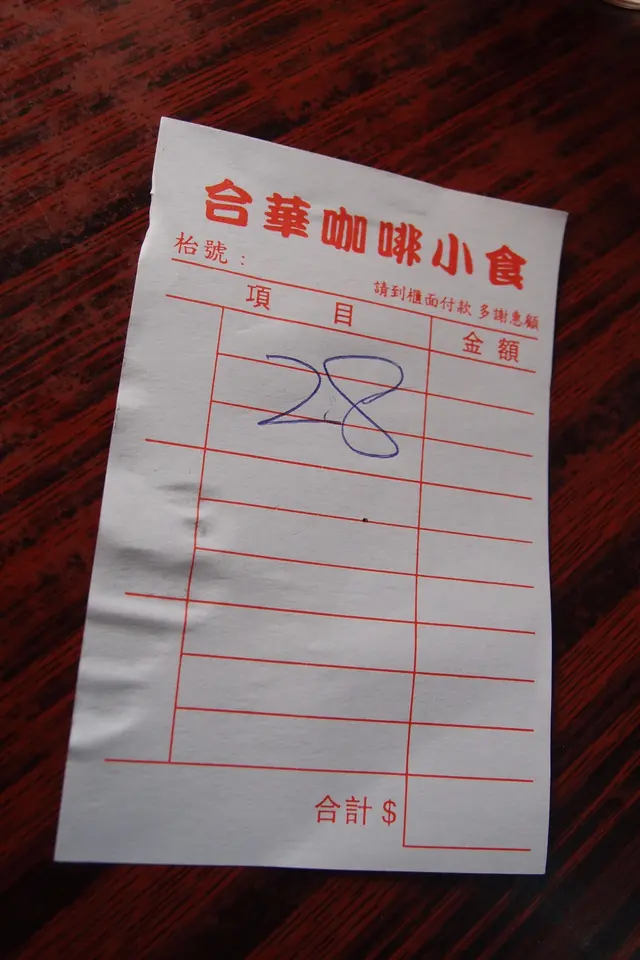 台華咖啡小食
枱號：
請到櫃面付款 多謝惠顧
項目 金額
28
合計 $